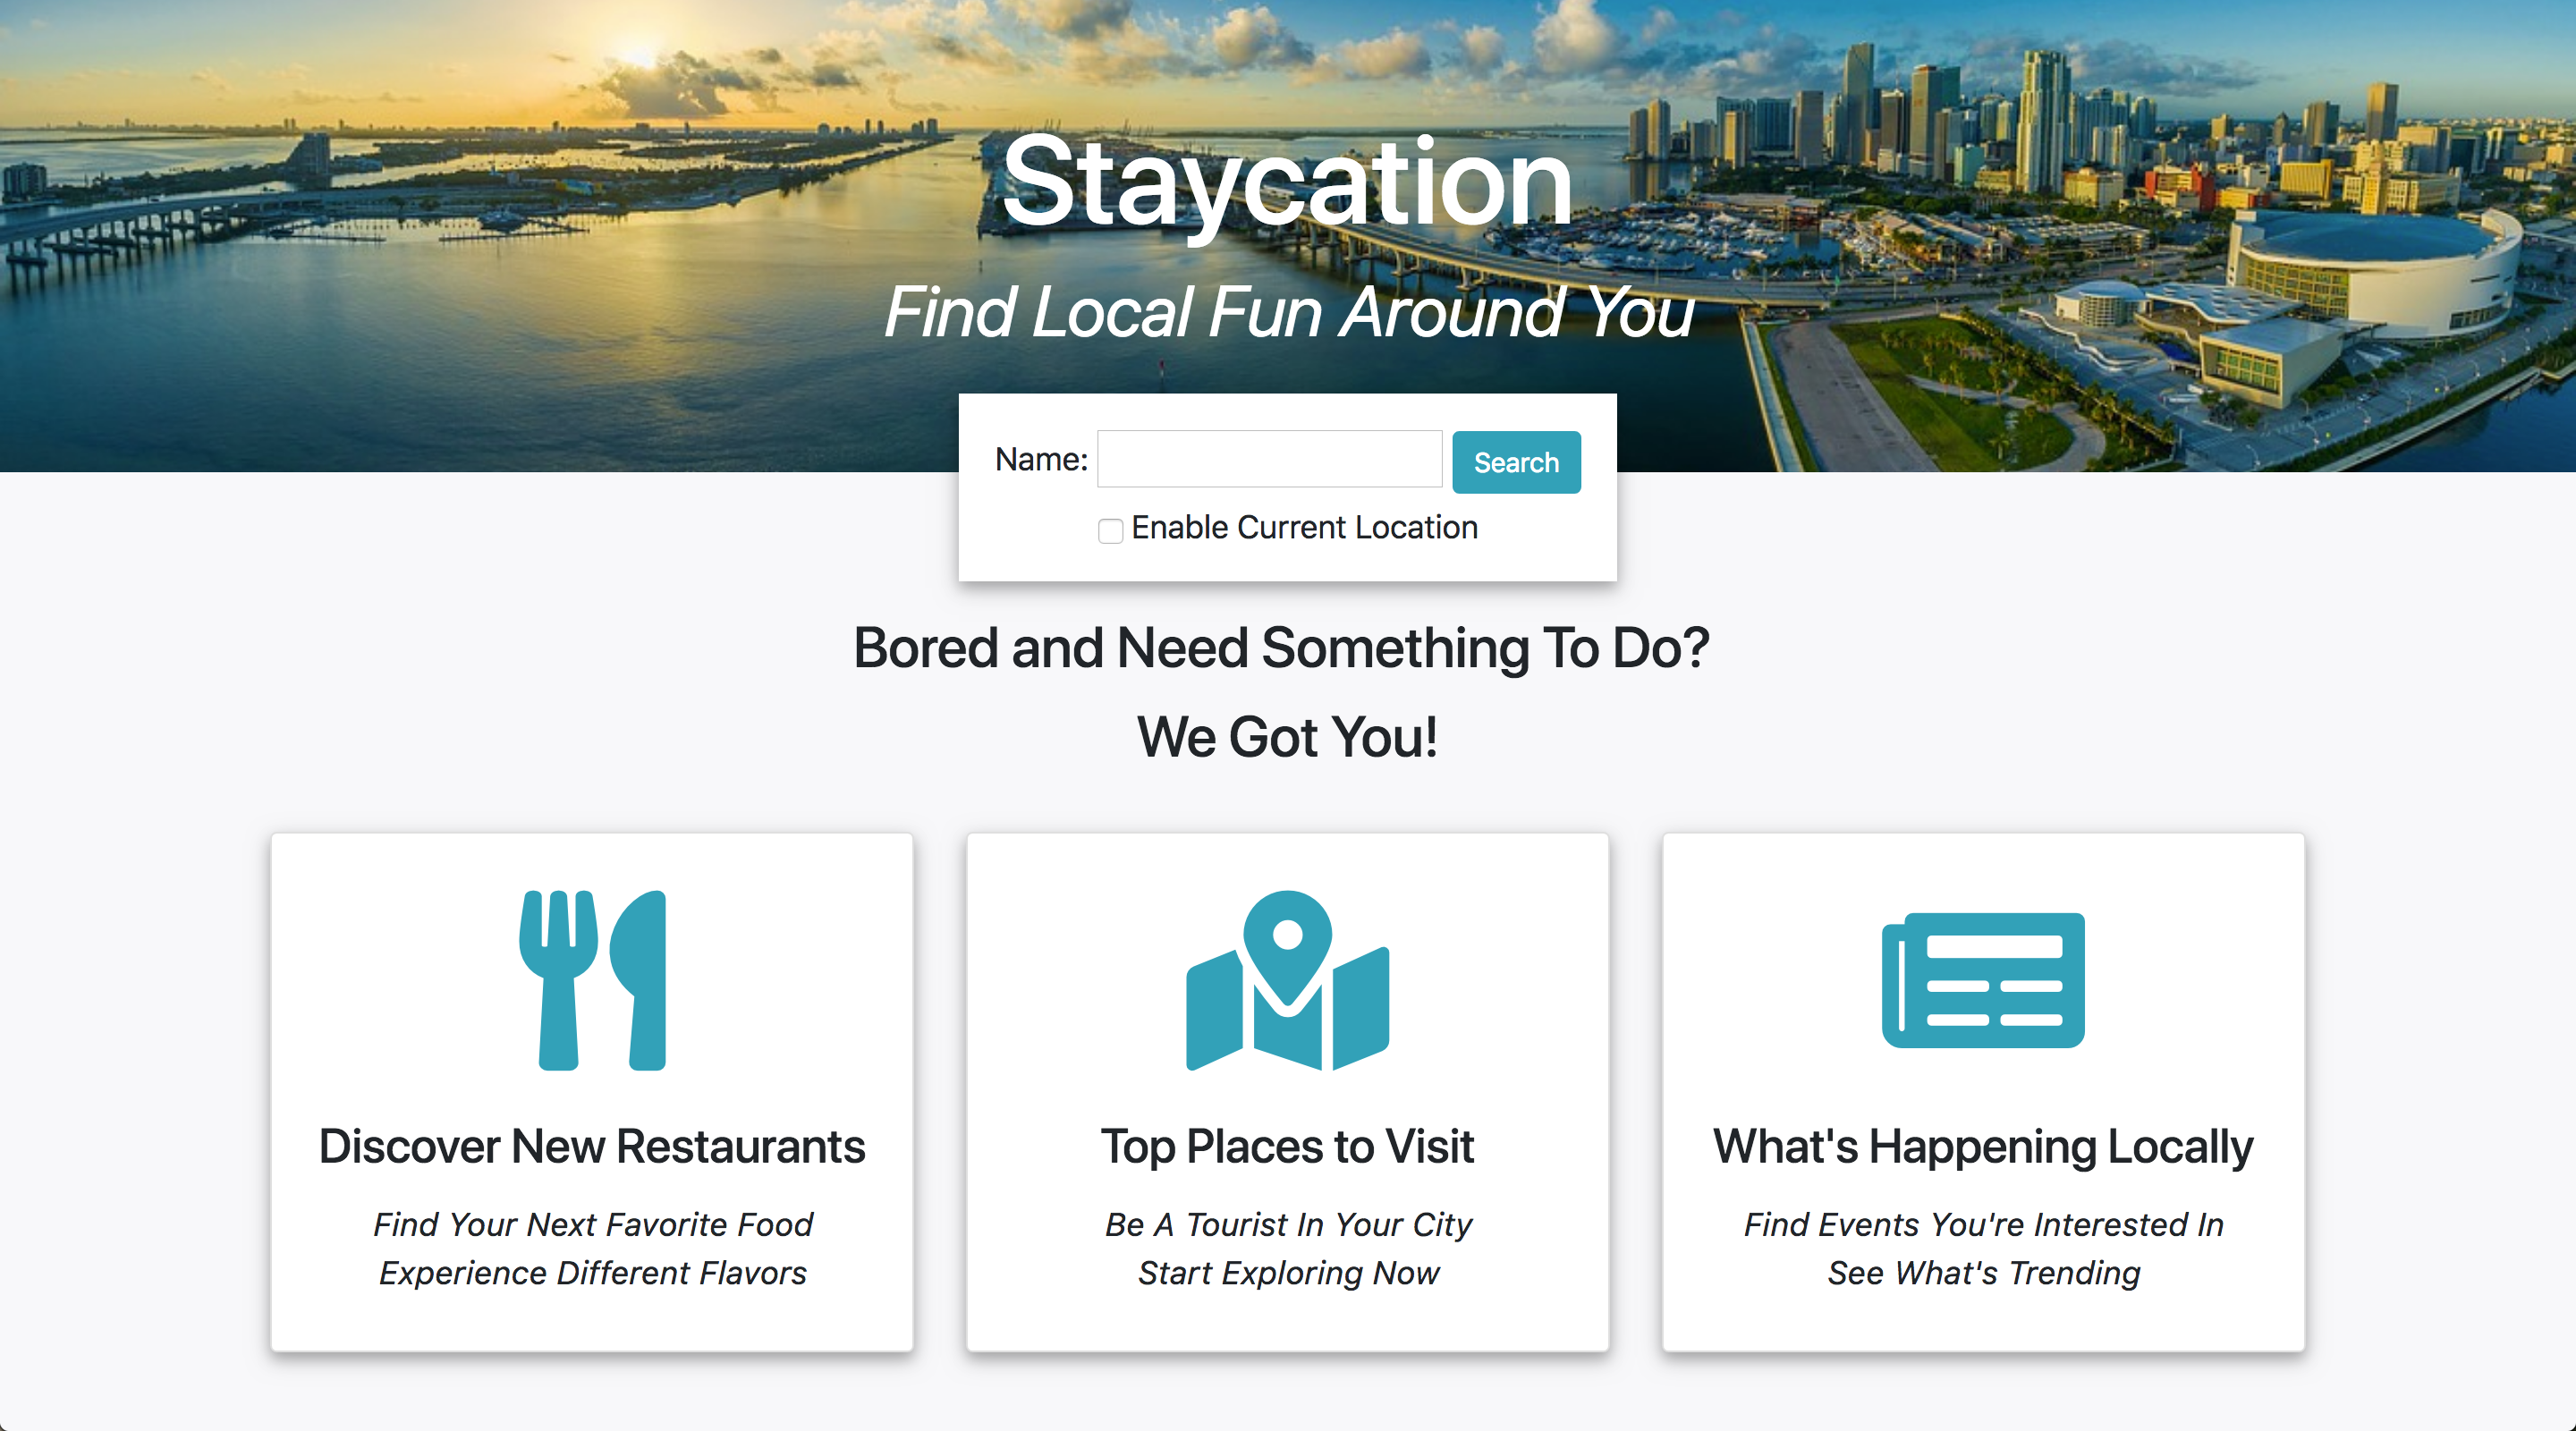 Staycation
Find Local Fun Around You
Name: Search
Enable Current Location
Bored and Need Something To Do?
We Got You!
Discover New Restaurants
Find Your Next Favorite Food
Experience Different Flavors
Top Places to Visit
Be A Tourist In Your City
Start Exploring Now
What's Happening Locally
Find Events You're Interested In
See What's Trending